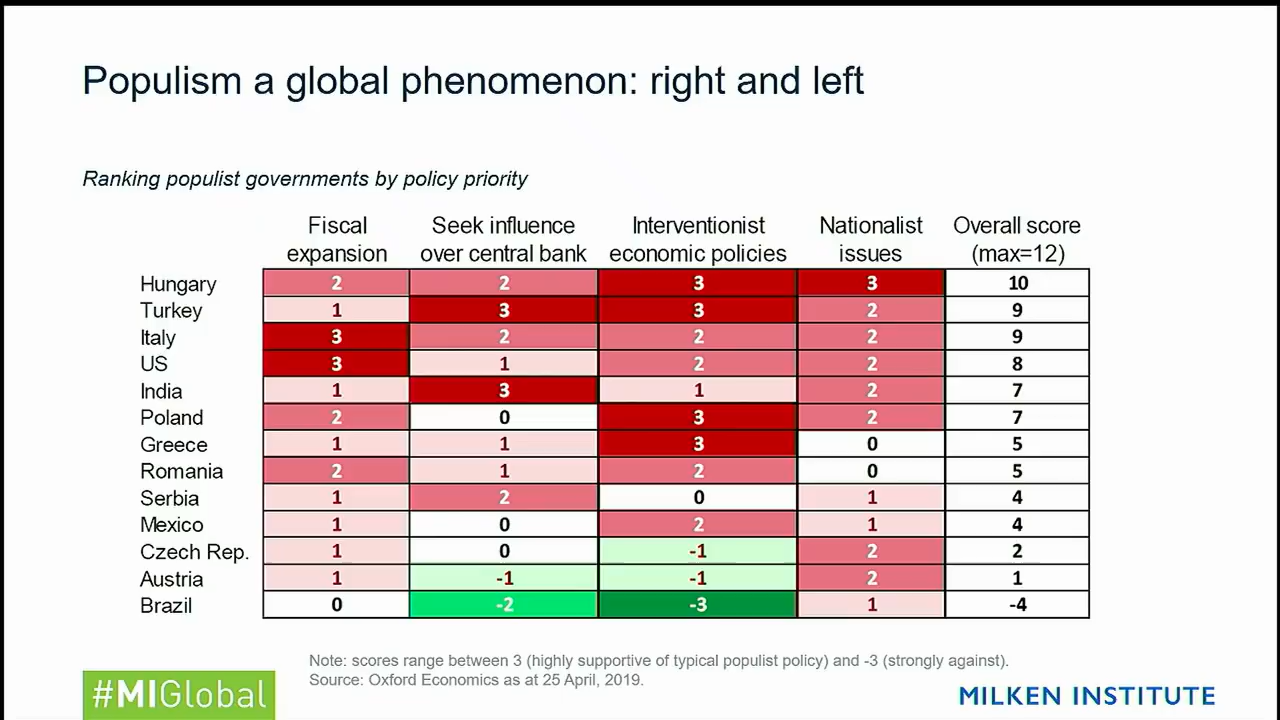 Populism a global phenomenon: right and left
Ranking populist governments by policy priority
Fiscal expansion Seek influence over central bank Interventionist economic policies Nationalist issues Overall score (max=12)
Hungary 2 2 3 3 10
Turkey 1 3 3 2 9
Italy 3 2 2 2 9
US 3 1 2 2 8
India 1 3 1 2 7
Poland 2 0 3 2 7
Greece 1 1 3 0 5
Romania 2 1 2 0 5
Serbia 1 2 0 1 4
Mexico 1 0 2 1 4
Czech Rep. 1 0 -1 2 2
Austria 1 -1 -1 2 1
Brazil 0 -2 -3 1 -4
Note: scores range between 3 (highly supportive of typical populist policy) and -3 (strongly against).
Source: Oxford Economics as at 25 April, 2019.
#MIGlobal
MILKEN INSTITUTE